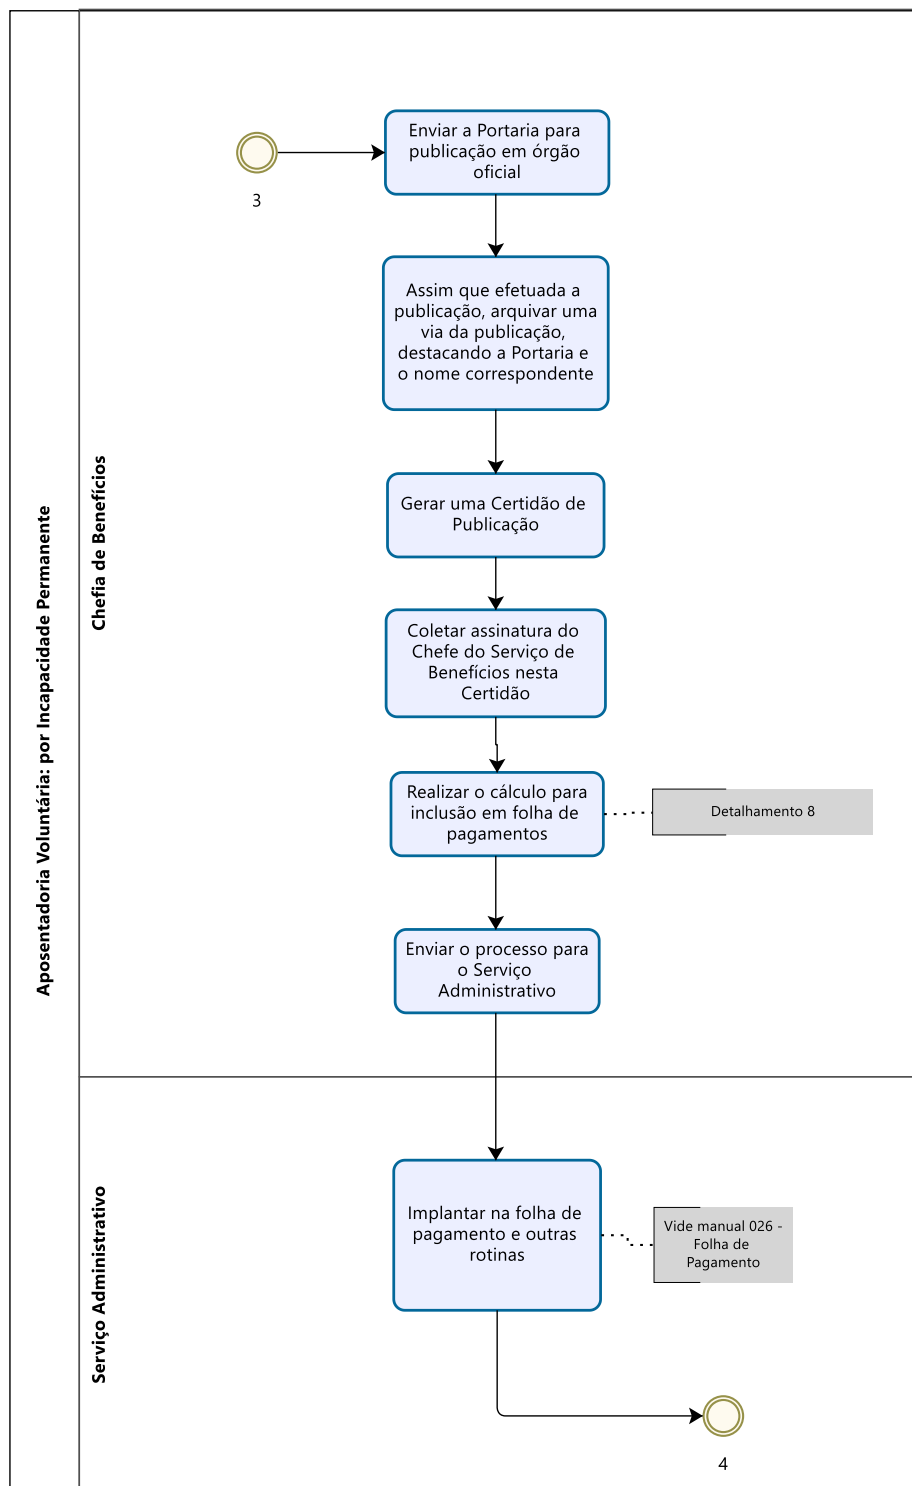 Aposentadoria Voluntária: por Incapacidade Permanente
Chefia de Benefícios
3
Enviar a Portaria para
publicação em órgão
oficial
Assim que efetuada a
publicação, arquivar uma
via da publicação,
destacando a Portaria e
o nome correspondente
Gerar uma Certidão de
Publicação
Coletar assinatura do
Chefe do Serviço de
Benefícios nesta
Certidão
Realizar o cálculo para
inclusão em folha de
pagamentos
Detalhamento 8
Enviar o processo para
o Serviço
Administrativo
Serviço Administrativo
Implantar na folha de
pagamento e outras
rotinas
Vide manual 026 -
Folha de
Pagamento
4